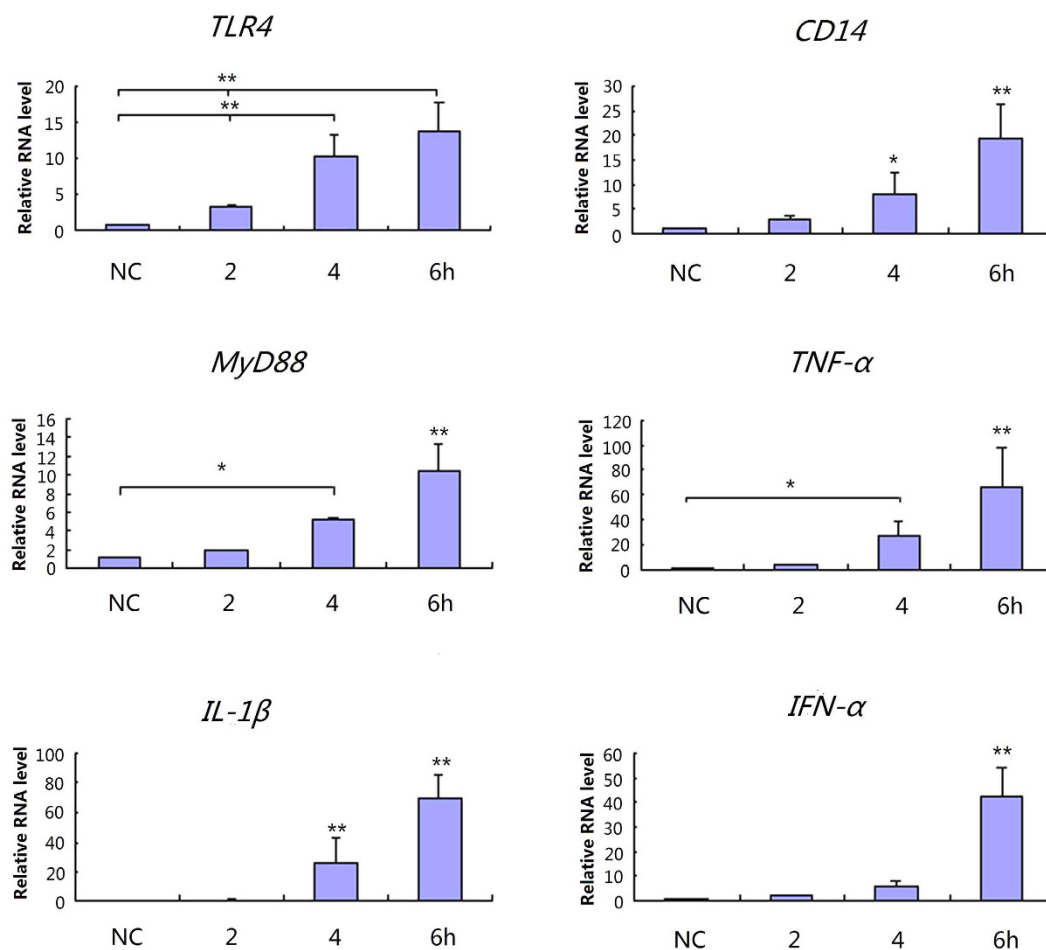 TLR4
Relative RNA level
20
15
10
5
0
**
**
NC 2 4 6h
CD14
Relative RNA level
30
25
20
15
10
5
0
*
**
NC 2 4 6h
MyD88
Relative RNA level
16
14
12
10
8
6
4
2
0
*
**
NC 2 4 6h
TNF-α
Relative RNA level
120
100
80
60
40
20
0
*
**
NC 2 4 6h
IL-1β
Relative RNA level
100
80
60
40
20
0
**
**
NC 2 4 6h
IFN-α
Relative RNA level
60
50
40
30
20
10
0
**
NC 2 4 6h